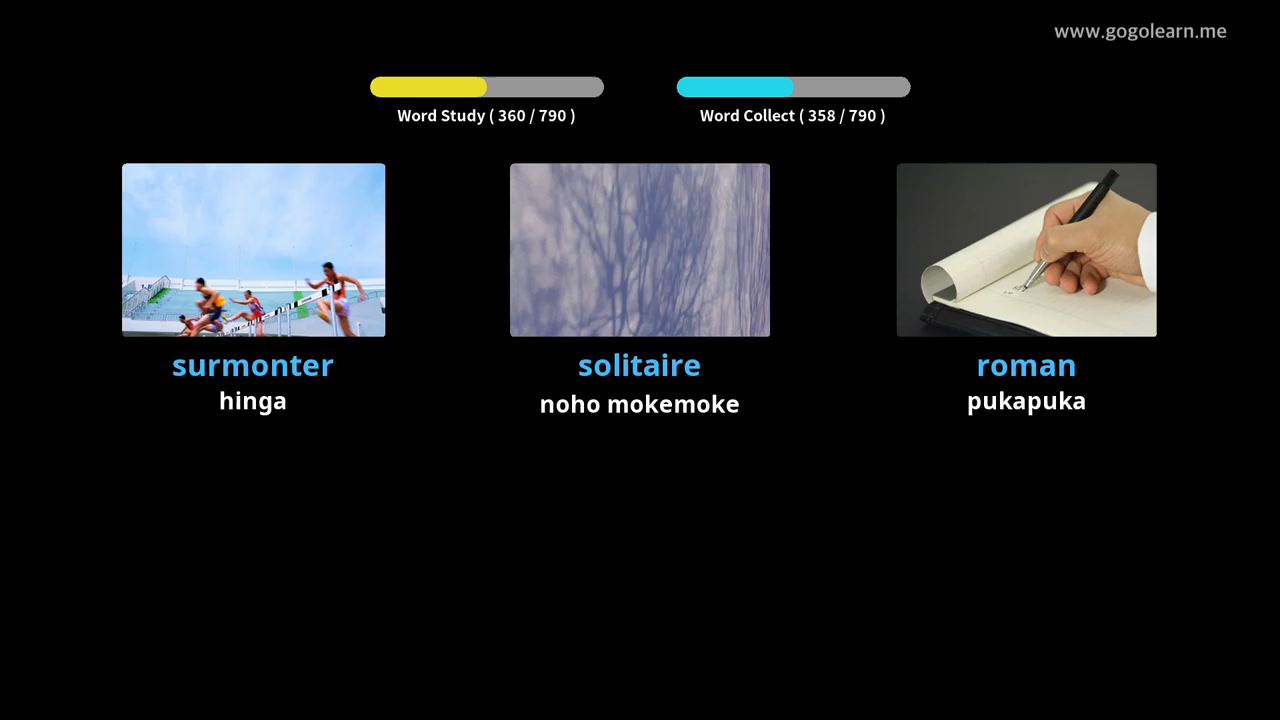 www.gogolearn.me
Word Study ( 360 / 790 )
Word Collect ( 358 / 790 )
surmonter
hinga
solitaire
noho mokemoke
roman
pukapuka